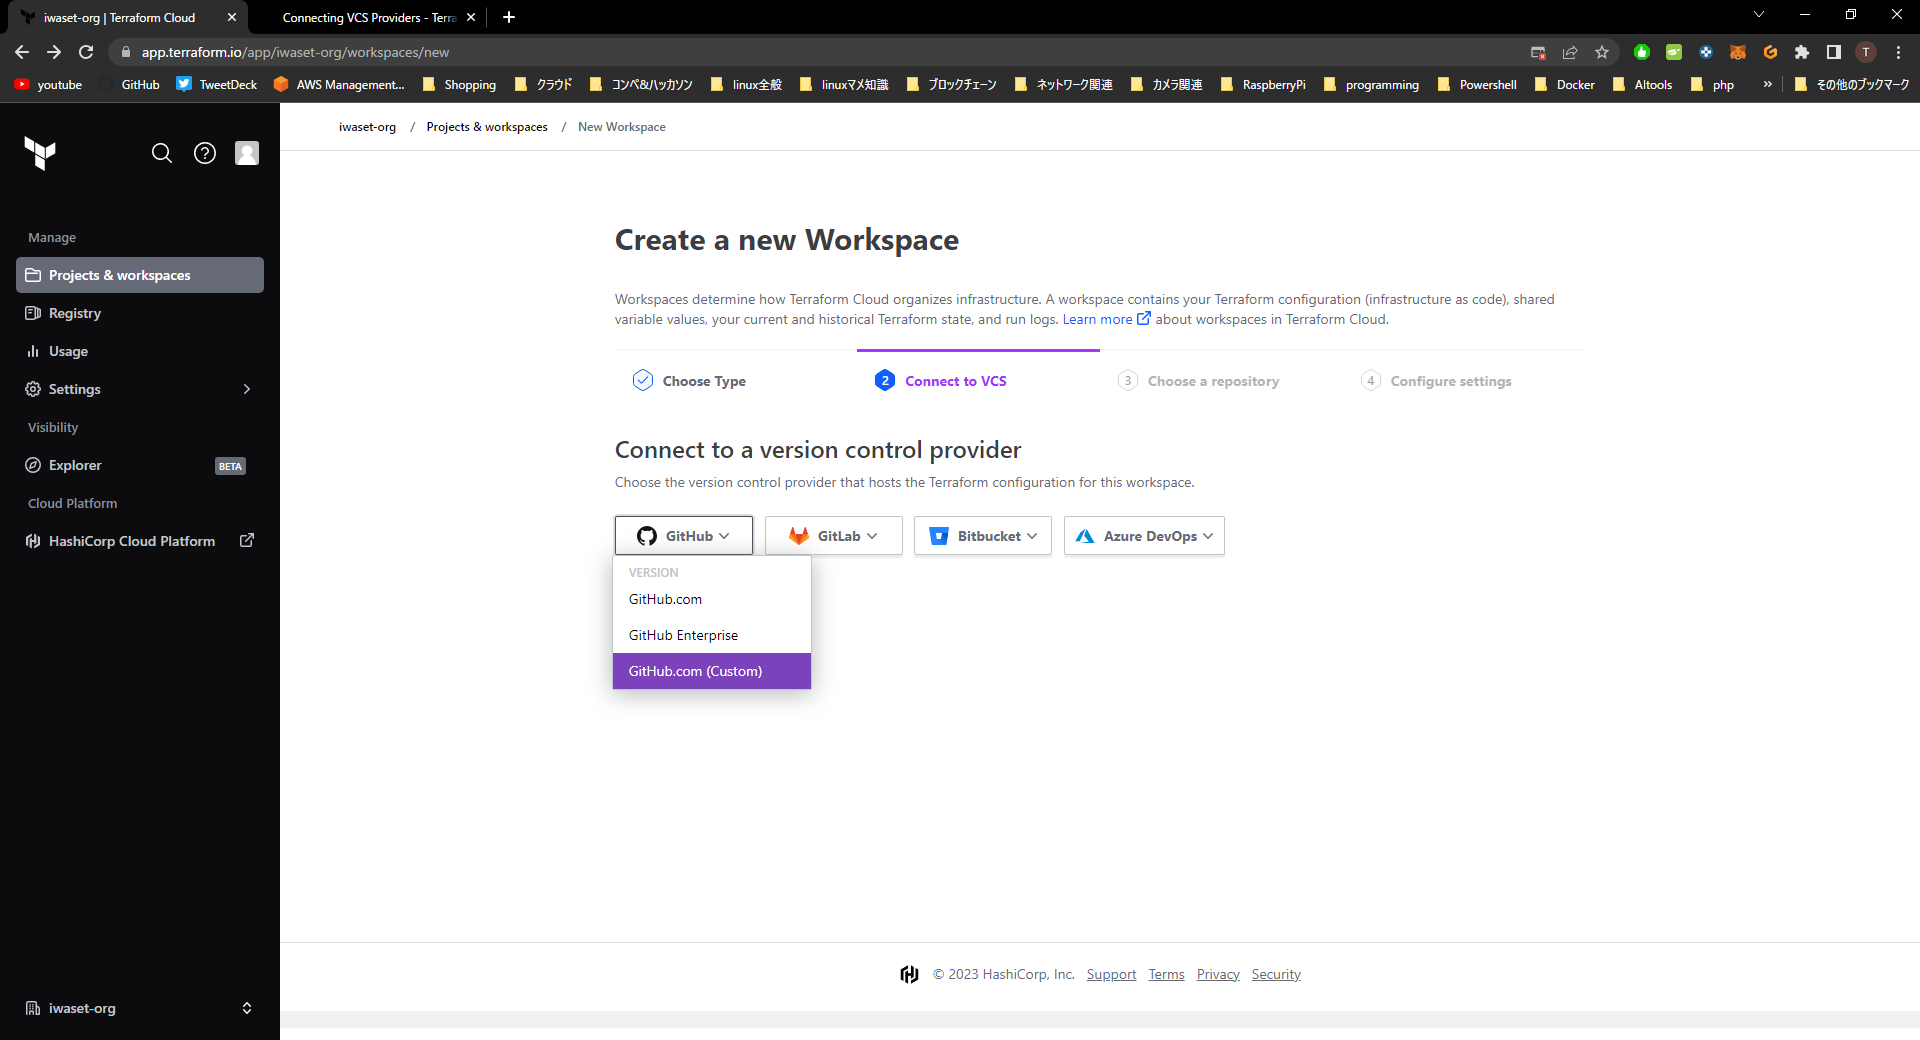 iwaset-org | Terraform Cloud
Connecting VCS Providers - Terra
app.terraform.io/app/iwaset-org/workspaces/new
T
youtube
GitHub
TweetDeck
AWS Management...
Shopping
クラウド
コンペ&ハッカソン
linux全般
linuxマメ知識
ブロックチェーン
ネットワーク関連
カメラ関連
RaspberryPi
programming
Powershell
Docker
AItools
php
»
その他のブックマーク
iwaset-org / Projects & workspaces / New Workspace
Manage
Projects & workspaces
Registry
Usage
Settings
Visibility
Explorer
BETA
Cloud Platform
HashiCorp Cloud Platform
iwaset-org
Create a new Workspace
Workspaces determine how Terraform Cloud organizes infrastructure. A workspace contains your Terraform configuration (infrastructure as code), shared
variable values, your current and historical Terraform state, and run logs. Learn more about workspaces in Terraform Cloud.
Choose Type
2 Connect to VCS
3 Choose a repository
4 Configure settings
Connect to a version control provider
Choose the version control provider that hosts the Terraform configuration for this workspace.
GitHub
GitLab
Bitbucket
Azure DevOps
VERSION
GitHub.com
GitHub Enterprise
GitHub.com (Custom)
© 2023 HashiCorp, Inc. Support Terms Privacy Security